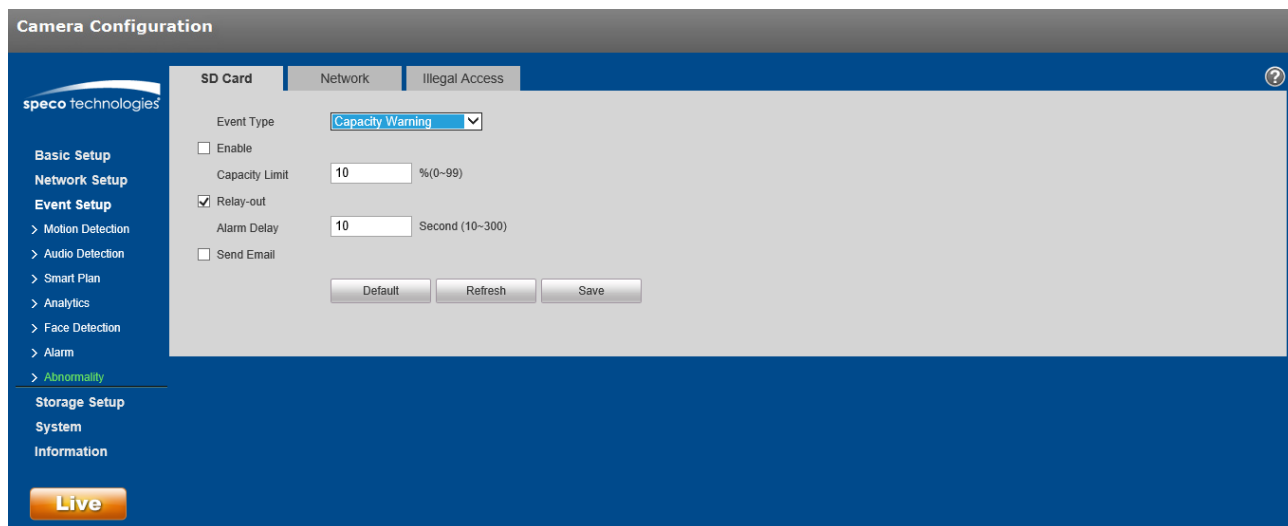 Camera Configuration
speco technologies
SD Card Network Illegal Access
?
Event Type Capacity Warning
Enable
Capacity Limit 10 %(0~99)
Relay-out
Alarm Delay 10 Second (10~300)
Send Email
Default Refresh Save
Basic Setup
Network Setup
Event Setup
> Motion Detection
> Audio Detection
> Smart Plan
> Analytics
> Face Detection
> Alarm
> Abnormality
Storage Setup
System
Information
Live